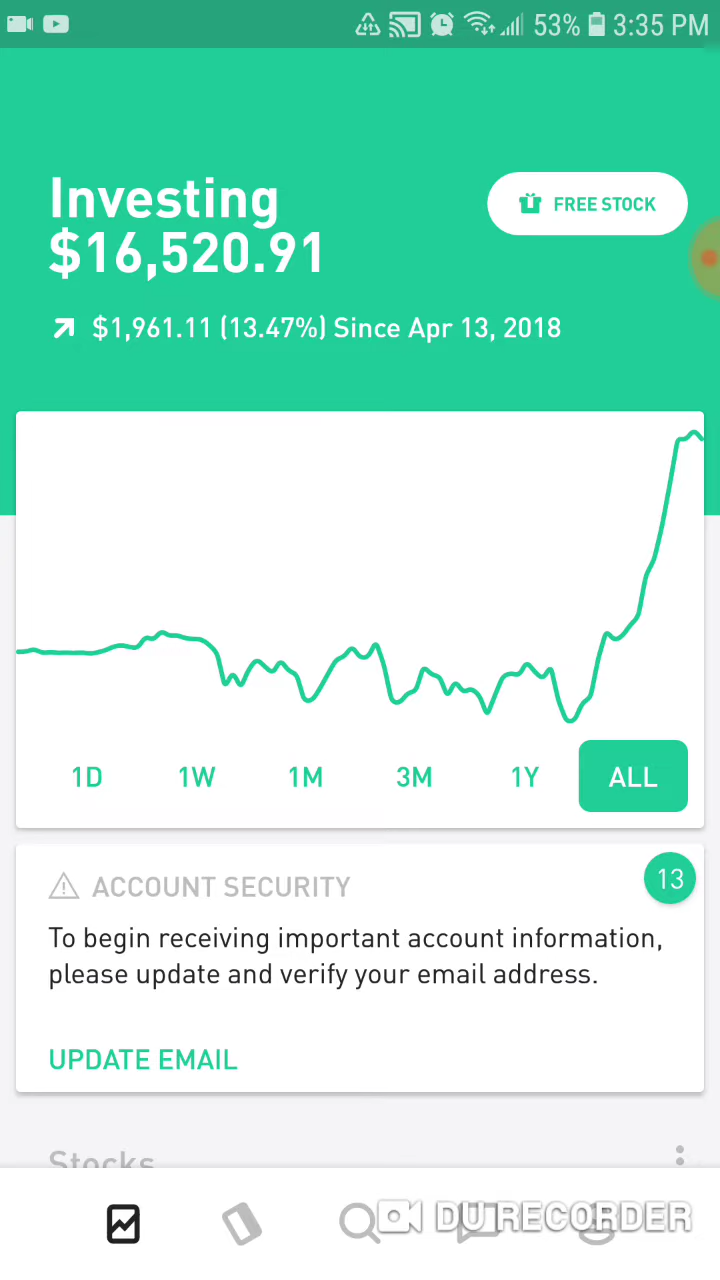 53% 3:35 PM
Investing
$16,520.91
FREE STOCK
$1,961.11 (13.47%) Since Apr 13, 2018
1D 1W 1M 3M 1Y ALL
ACCOUNT SECURITY
13
To begin receiving important account information,
please update and verify your email address.
UPDATE EMAIL
Stocks
DU RECORDER